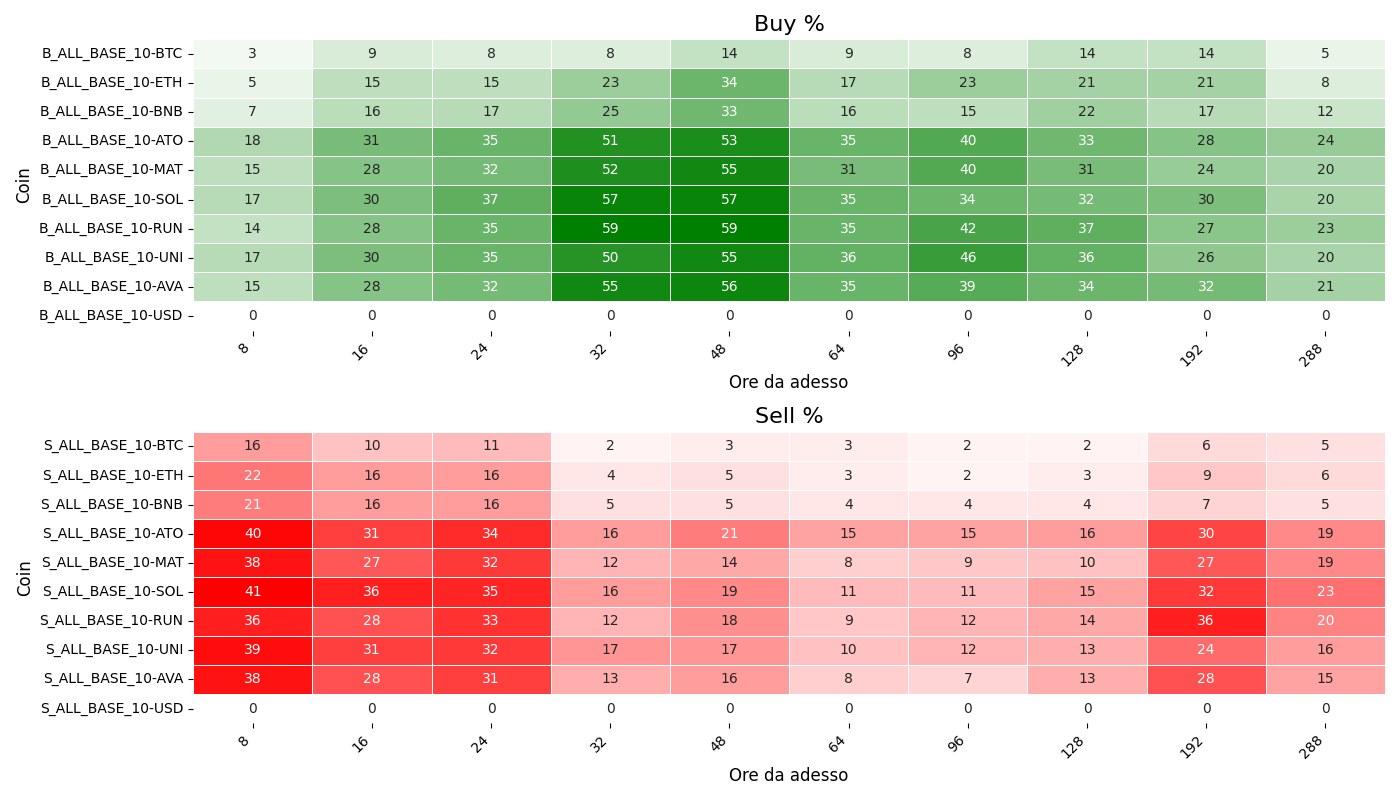 Buy %
Coin
B_ALL_BASE_10-BTC 3 9 8 8 14 9 8 14 14 5
B_ALL_BASE_10-ETH 5 15 15 23 34 17 23 21 21 8
B_ALL_BASE_10-BNB 7 16 17 25 33 16 15 22 17 12
B_ALL_BASE_10-ATO 18 31 35 51 53 35 40 33 28 24
B_ALL_BASE_10-MAT 15 28 32 52 55 31 40 31 24 20
B_ALL_BASE_10-SOL 17 30 37 57 57 35 34 32 30 20
B_ALL_BASE_10-RUN 14 28 35 59 59 35 42 37 27 23
B_ALL_BASE_10-UNI 17 30 35 50 55 36 46 36 26 20
B_ALL_BASE_10-AVA 15 28 32 55 56 35 39 34 32 21
B_ALL_BASE_10-USD 0 0 0 0 0 0 0 0 0 0
8 16 24 32 48 64 96 128 192 288
Ore da adesso
Sell %
Coin
S_ALL_BASE_10-BTC 16 10 11 2 3 3 2 2 6 5
S_ALL_BASE_10-ETH 22 16 16 4 5 3 2 3 9 6
S_ALL_BASE_10-BNB 21 16 16 5 5 4 4 4 7 5
S_ALL_BASE_10-ATO 40 31 34 16 21 15 15 16 30 19
S_ALL_BASE_10-MAT 38 27 32 12 14 8 9 10 27 19
S_ALL_BASE_10-SOL 41 36 35 16 19 11 11 15 32 23
S_ALL_BASE_10-RUN 36 28 33 12 18 9 12 14 36 20
S_ALL_BASE_10-UNI 39 31 32 17 17 10 12 13 24 16
S_ALL_BASE_10-AVA 38 28 31 13 16 8 7 13 28 15
S_ALL_BASE_10-USD 0 0 0 0 0 0 0 0 0 0
8 16 24 32 48 64 96 128 192 288
Ore da adesso